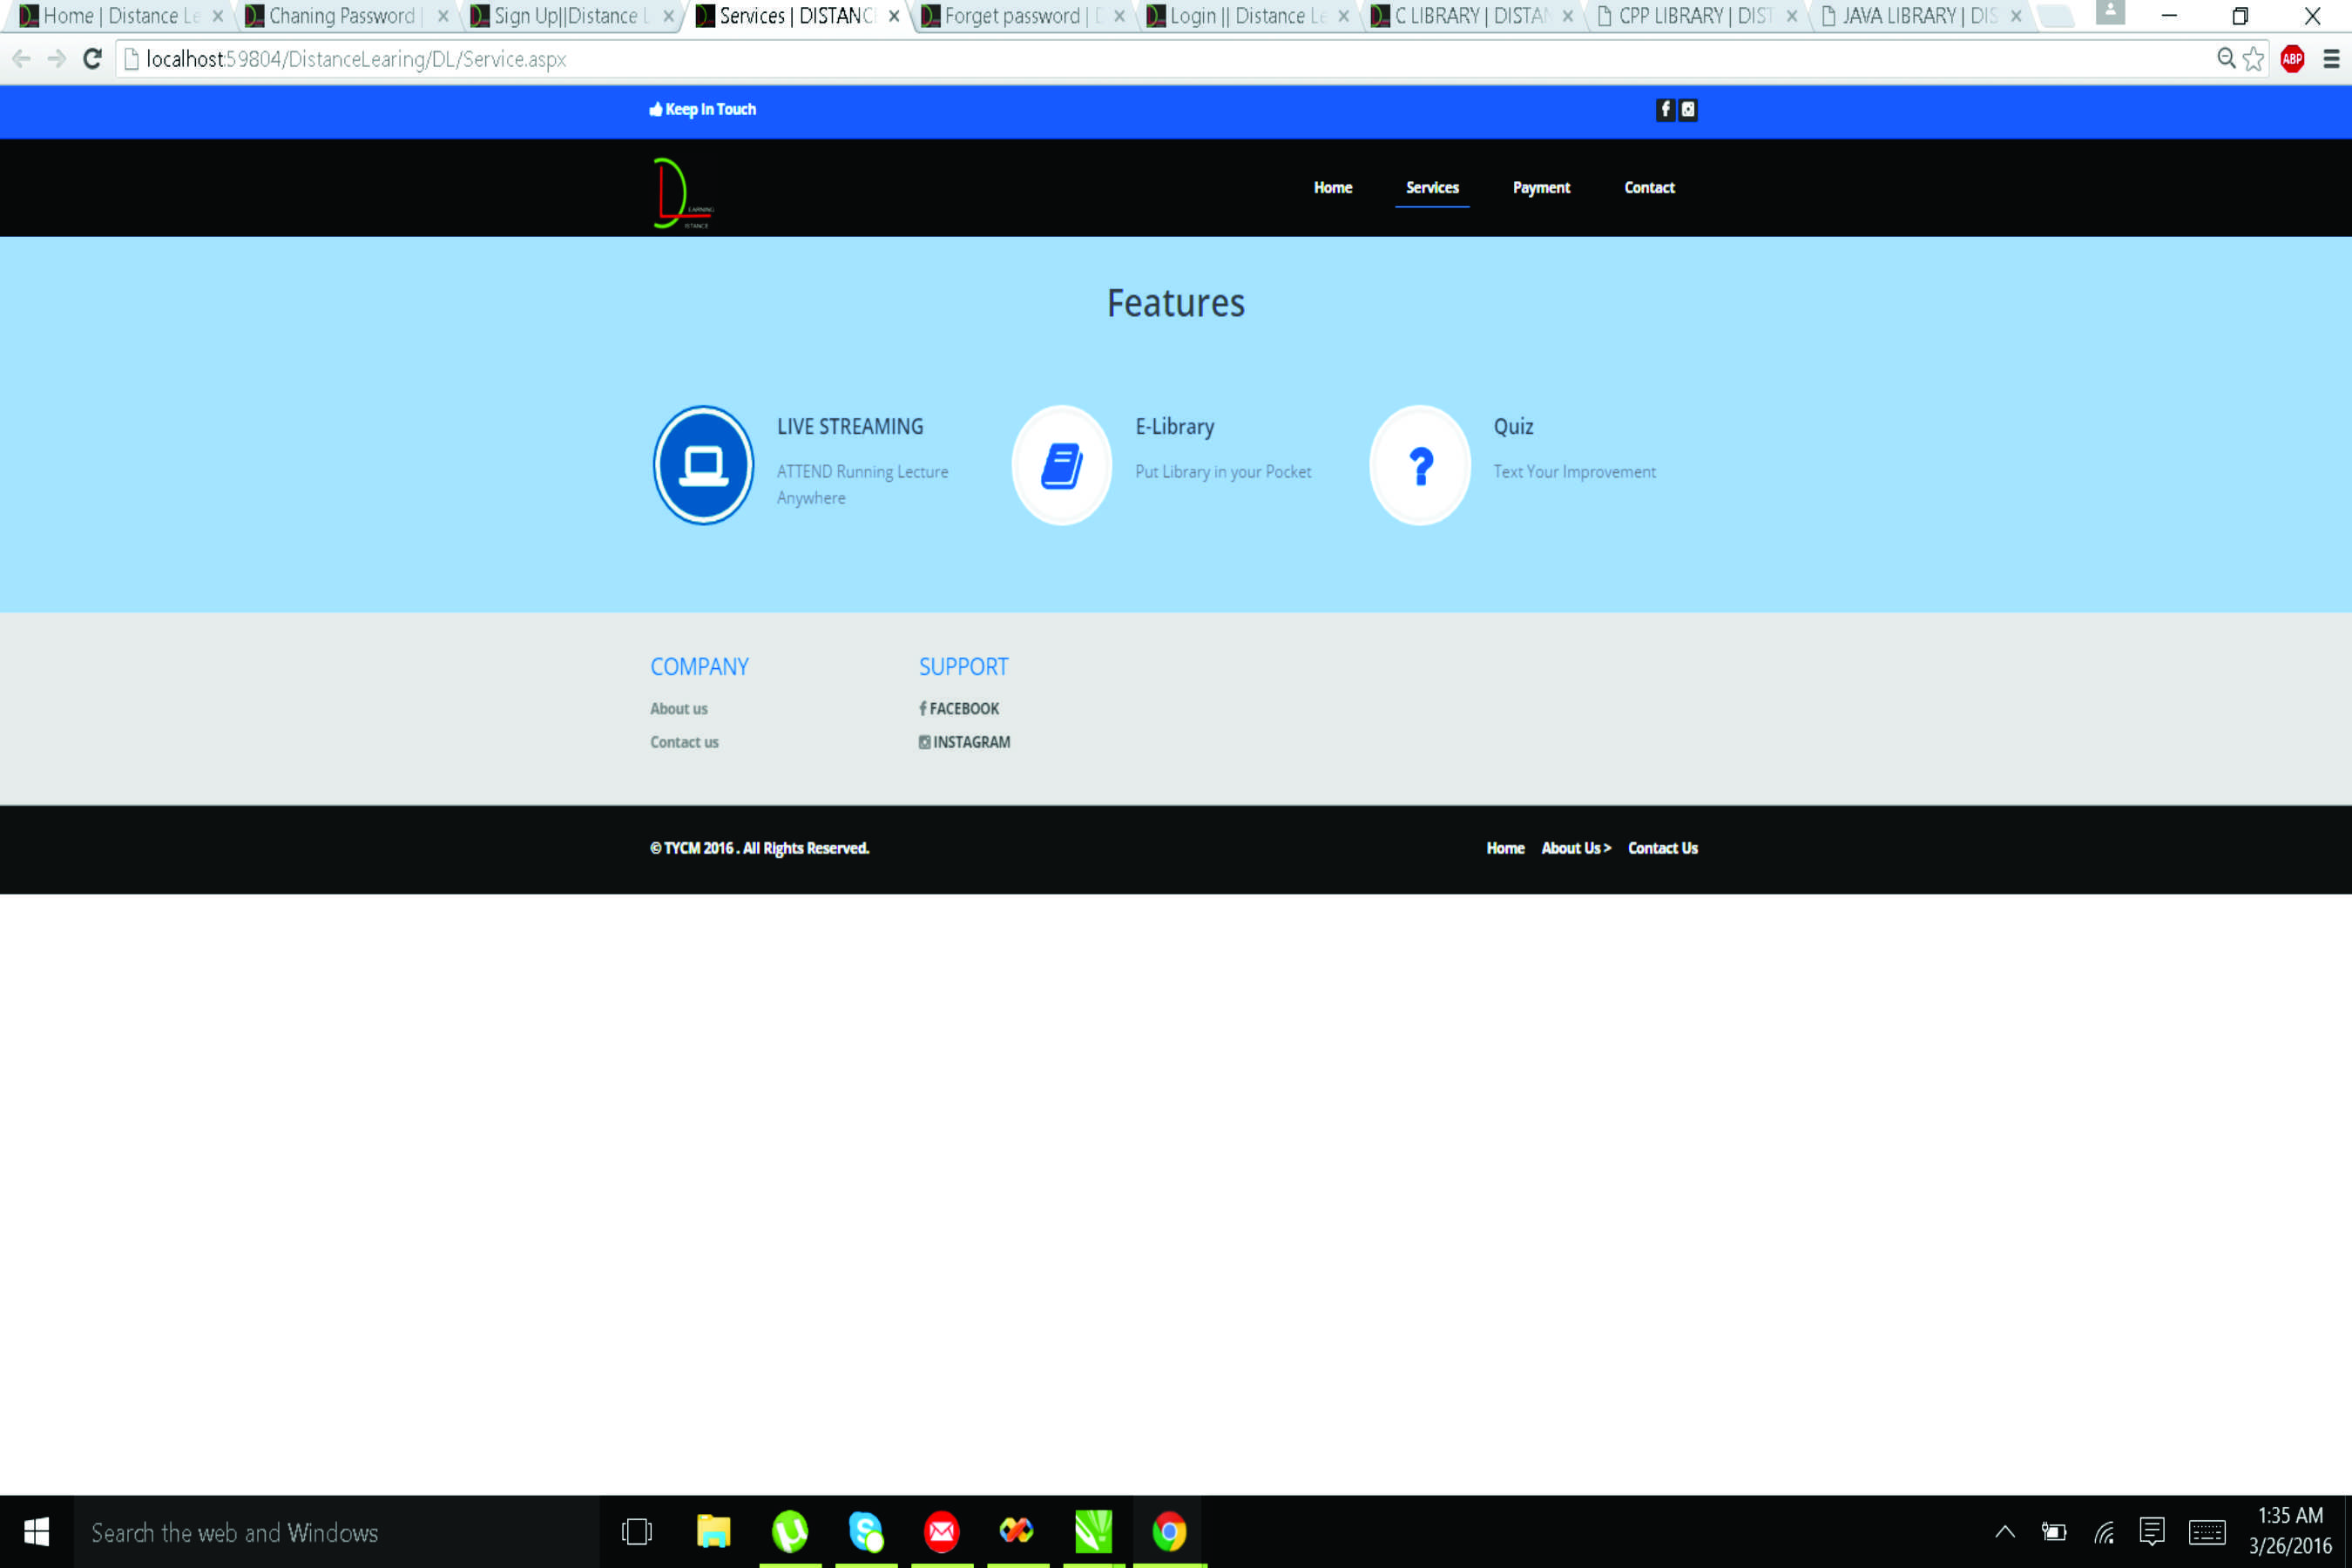 Home | Distance Le
Chaning Password |
Sign Up||Distance L
Services | DISTANC
Forget password | D
Login || Distance Le
C LIBRARY | DISTAN
CPP LIBRARY | DIST
JAVA LIBRARY | DIS
localhost:59804/DistanceLearing/DL/Service.aspx
ABP
Keep In Touch
EARNING
ISTANCE
Home Services Payment Contact
Features
LIVE STREAMING
ATTEND Running Lecture
Anywhere
E-Library
Put Library in your Pocket
Quiz
Text Your Improvement
COMPANY
About us
Contact us
SUPPORT
FACEBOOK
INSTAGRAM
© TYCM 2016 . All Rights Reserved.
Home About Us > Contact Us
Search the web and Windows
1:35 AM
3/26/2016